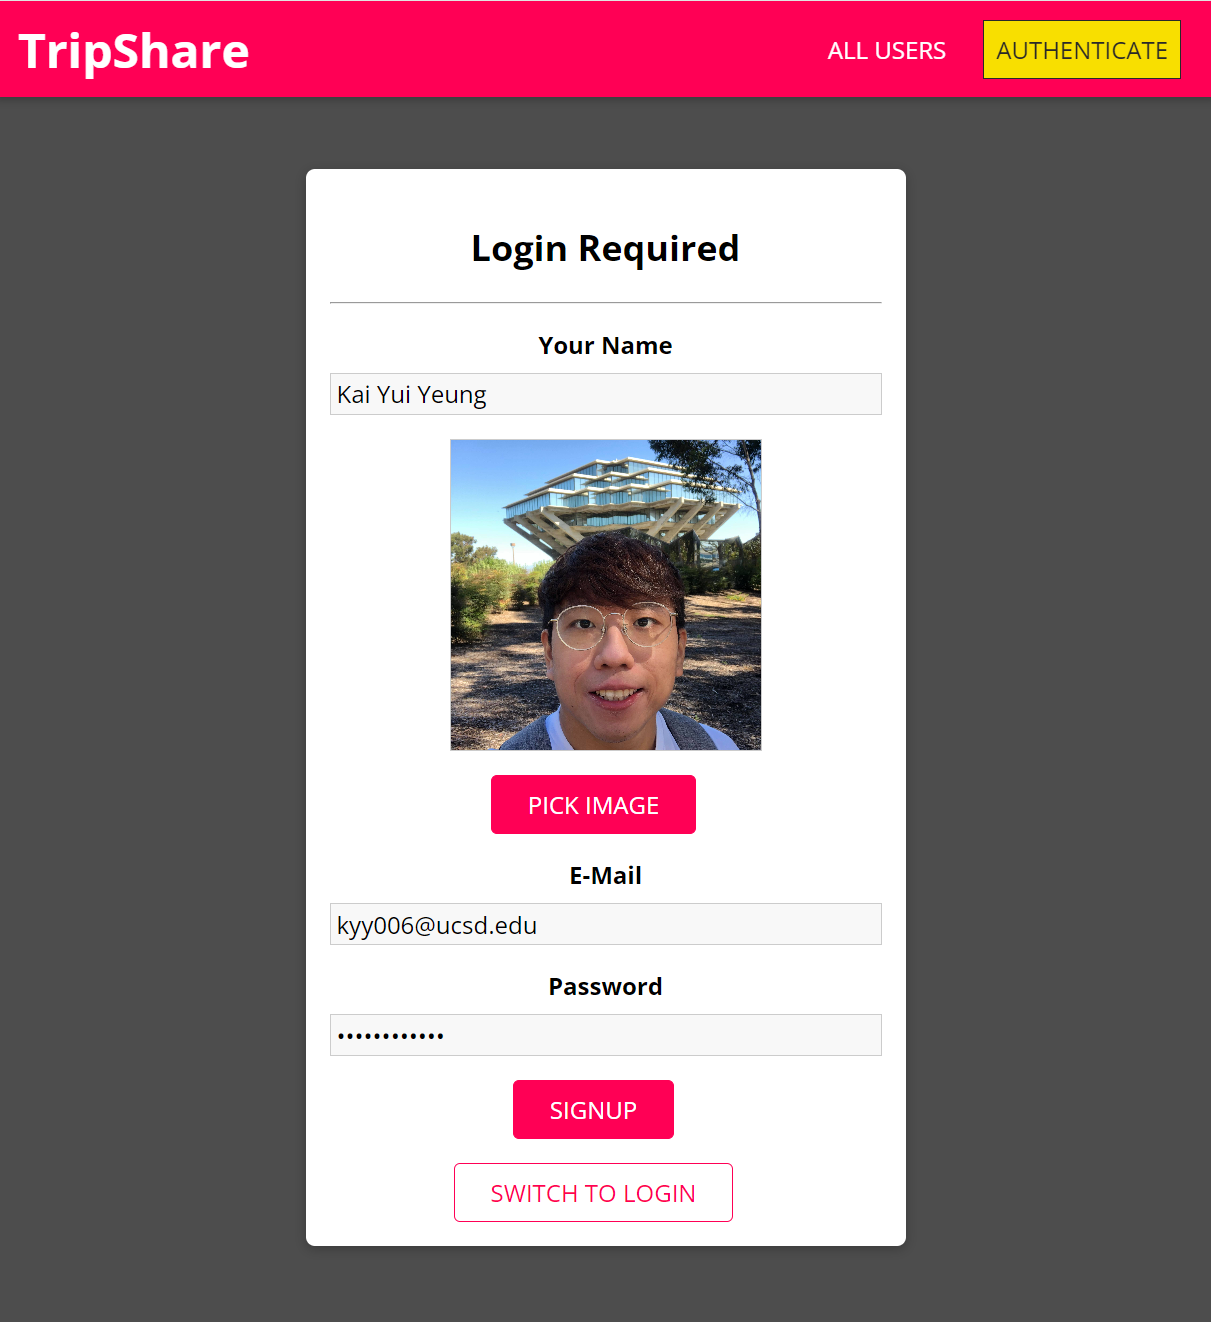 TripShare
ALL USERS
AUTHENTICATE
Login Required
Your Name
Kai Yui Yeung
PICK IMAGE
E-Mail
kyy006@ucsd.edu
Password
••••••••••••
SIGNUP
SWITCH TO LOGIN